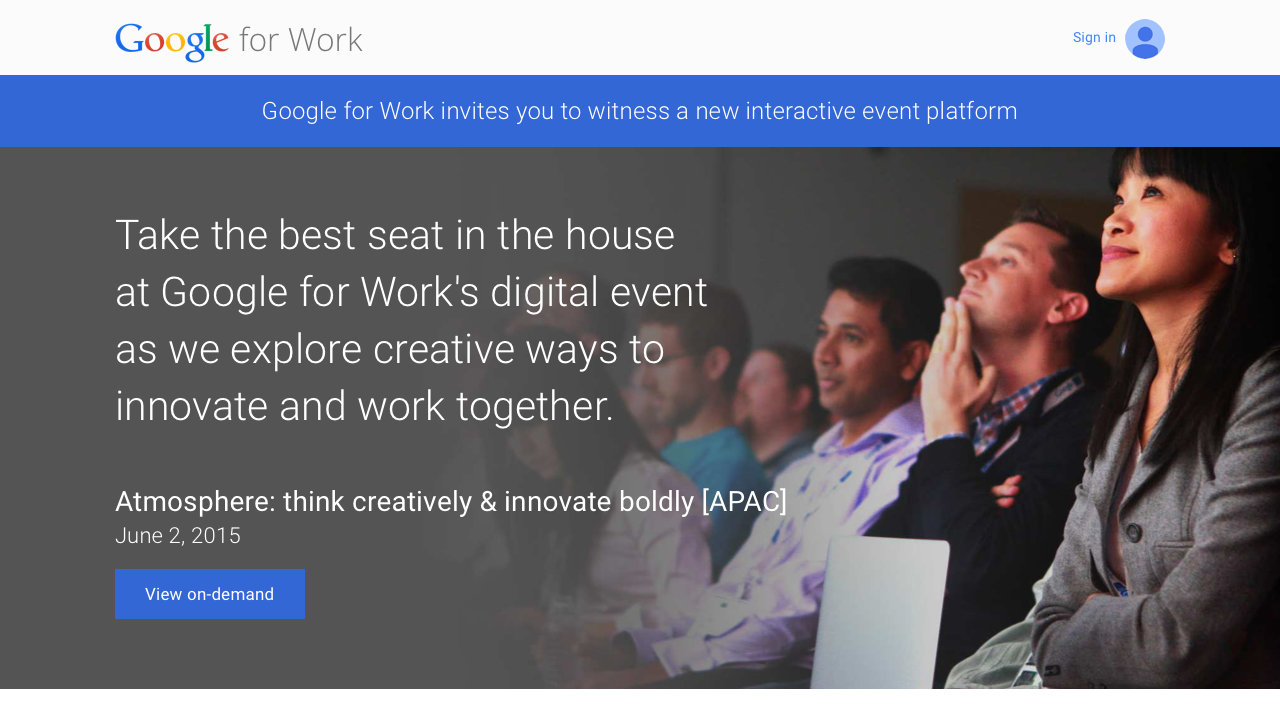 Google for Work
Sign in
Google for Work invites you to witness a new interactive event platform
Take the best seat in the house
at Google for Work's digital event
as we explore creative ways to
innovate and work together.
Atmosphere: think creatively & innovate boldly [APAC]
June 2, 2015
View on-demand